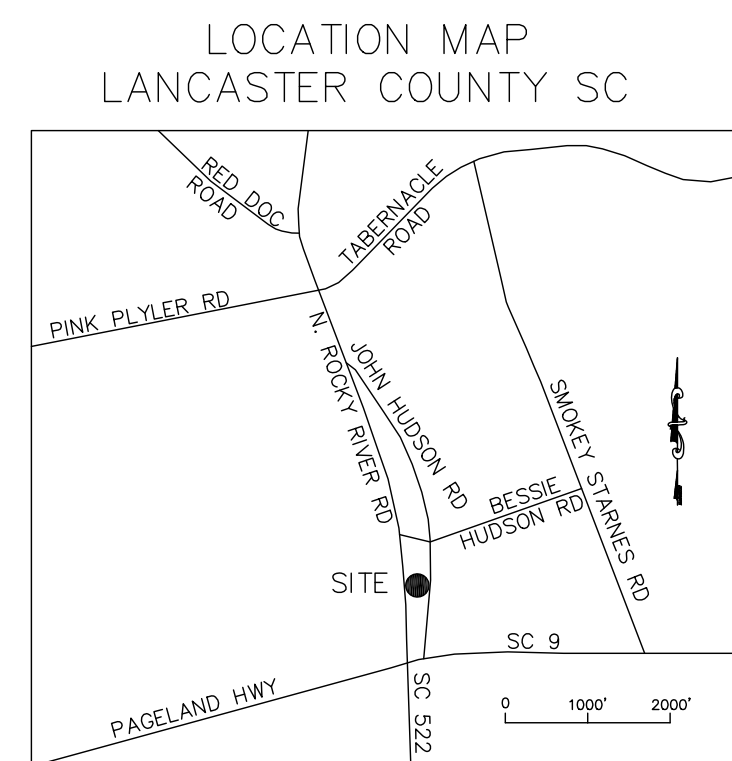 LOCATION MAP
LANCASTER COUNTY SC
RED DOC
ROAD
TABERNACLE
ROAD
PINK PLYLER RD
N. ROCKY RIVER RD
JOHN HUDSON RD
SMOKEY STARNES RD
BESSIE
HUDSON RD
SITE
SC 9
PAGELAND HWY
SC 522
0 1000' 2000'